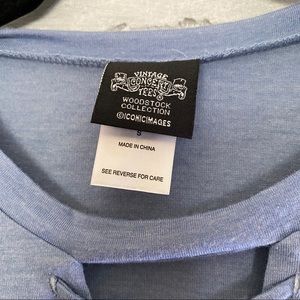 VINTAGE
CONCERT
TEES
WOODSTOCK
COLLECTION
©ICONICIMAGES
S
MADE IN CHINA
SEE REVERSE FOR CARE